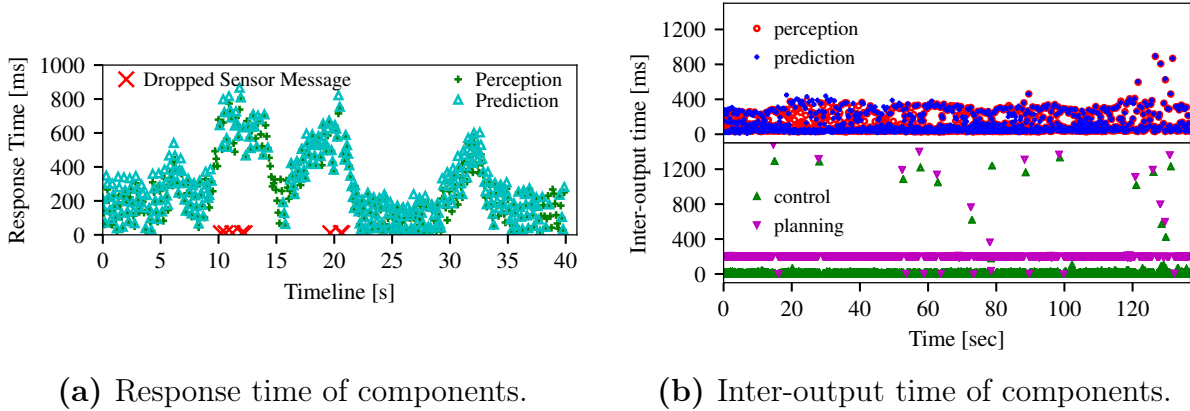 Response Time [ms]
1000
800
600
400
200
0
Dropped Sensor Message
Perception
Prediction
0 5 10 15 20 25 30 35 40
Timeline [s]
(a) Response time of components.
Inter-output time [ms]
1200
800
400
0
perception
prediction
1200
800
400
0
control
planning
0 20 40 60 80 100 120
Time [sec]
(b) Inter-output time of components.